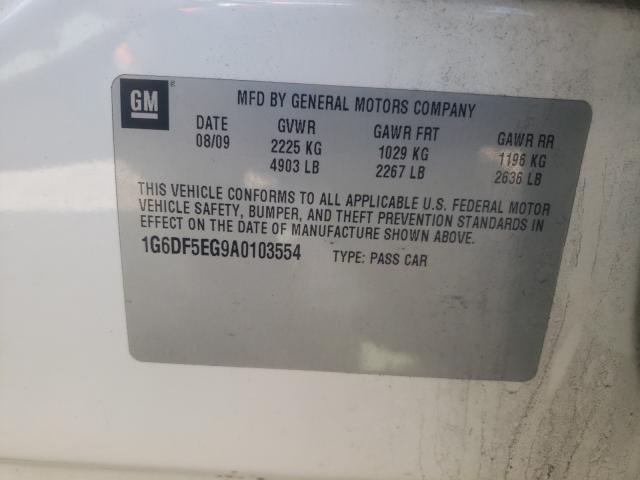 GM
MFD BY GENERAL MOTORS COMPANY
DATE GVWR GAWR FRT GAWR RR
08/09 2225 KG 1029 KG 1196 KG
4903 LB 2267 LB 2636 LB
THIS VEHICLE CONFORMS TO ALL APPLICABLE U.S. FEDERAL MOTOR
VEHICLE SAFETY, BUMPER, AND THEFT PREVENTION STANDARDS IN
EFFECT ON THE DATE OF MANUFACTURE SHOWN ABOVE.
1G6DF5EG9A0103554 TYPE: PASS CAR